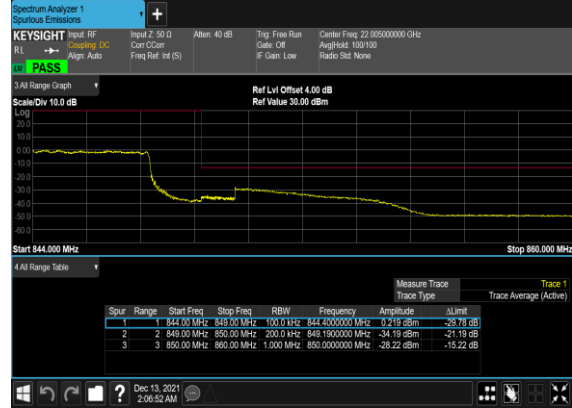 Spectrum Analyzer 1
Spurious Emissions
+
KEYSIGHT Input: RF Input Z: 50 Ω Atten: 40 dB Trig: Free Run Center Freq: 22.005000000 GHz
RL Coupling: DC Corr CCorr Gate: Off Avg|Hold: 100/100
Align: Auto Freq Ref: Int (S) IF Gain: Low Radio Std: None
PASS
3 All Range Graph
Ref Lvl Offset 4.00 dB
Scale/Div 10.0 dB Ref Value 30.00 dBm
Log
20.0
10.0
0.00
-10.0
-20.0
-30.0
-40.0
-50.0
-60.0
Start 844.000 MHz Stop 860.000 MHz
4 All Range Table
Measure Trace Trace 1
Trace Type Trace Average (Active)
Spur Range Start Freq Stop Freq RBW Frequency Amplitude ΔLimit
1 1 844.00 MHz 849.00 MHz 100.0 kHz 844.4000000 MHz 0.219 dBm -29.78 dB
2 2 849.00 MHz 850.00 MHz 200.0 kHz 849.1900000 MHz -34.19 dBm -21.19 dB
3 3 850.00 MHz 860.00 MHz 1.000 MHz 850.0000000 MHz -28.22 dBm -15.22 dB
? Dec 13, 2021
2:06:52 AM